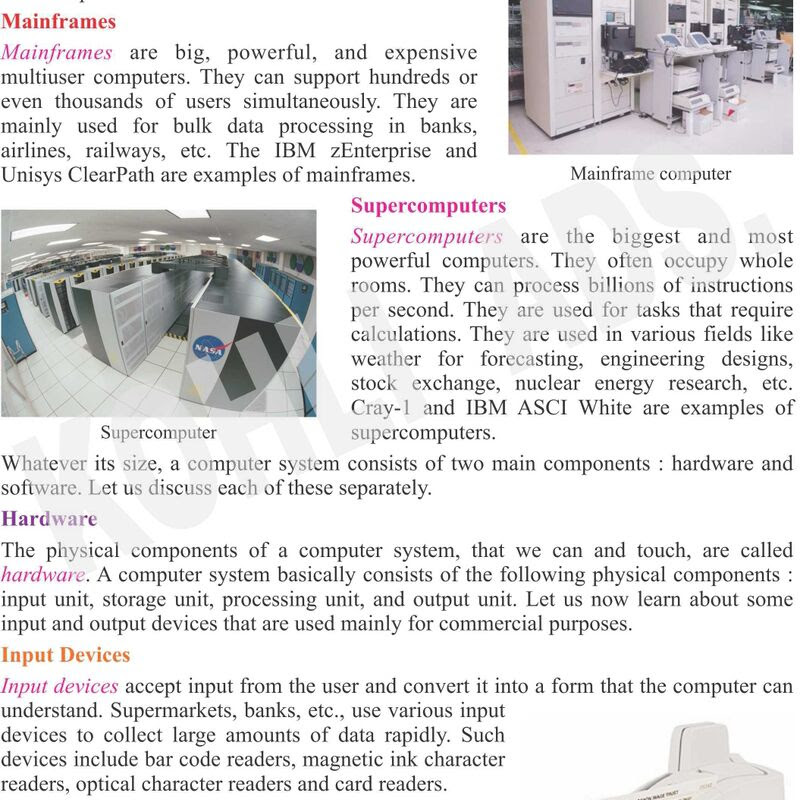 Mainframes
Mainframes are big, powerful, and expensive
multiuser computers. They can support hundreds or
even thousands of users simultaneously. They are
mainly used for bulk data processing in banks,
airlines, railways, etc. The IBM zEnterprise and
Unisys ClearPath are examples of mainframes.
Mainframe computer
Supercomputers
Supercomputers are the biggest and most
powerful computers. They often occupy whole
rooms. They can process billions of instructions
per second. They are used for tasks that require
calculations. They are used in various fields like
weather for forecasting, engineering designs,
stock exchange, nuclear energy research, etc.
Cray-1 and IBM ASCI White are examples of
supercomputers.
NASA
Supercomputer
Whatever its size, a computer system consists of two main components : hardware and
software. Let us discuss each of these separately.
Hardware
The physical components of a computer system, that we can and touch, are called
hardware. A computer system basically consists of the following physical components :
input unit, storage unit, processing unit, and output unit. Let us now learn about some
input and output devices that are used mainly for commercial purposes.
Input Devices
Input devices accept input from the user and convert it into a form that the computer can
understand. Supermarkets, banks, etc., use various input
devices to collect large amounts of data rapidly. Such
devices include bar code readers, magnetic ink character
readers, optical character readers and card readers.
KOHLI ADS.